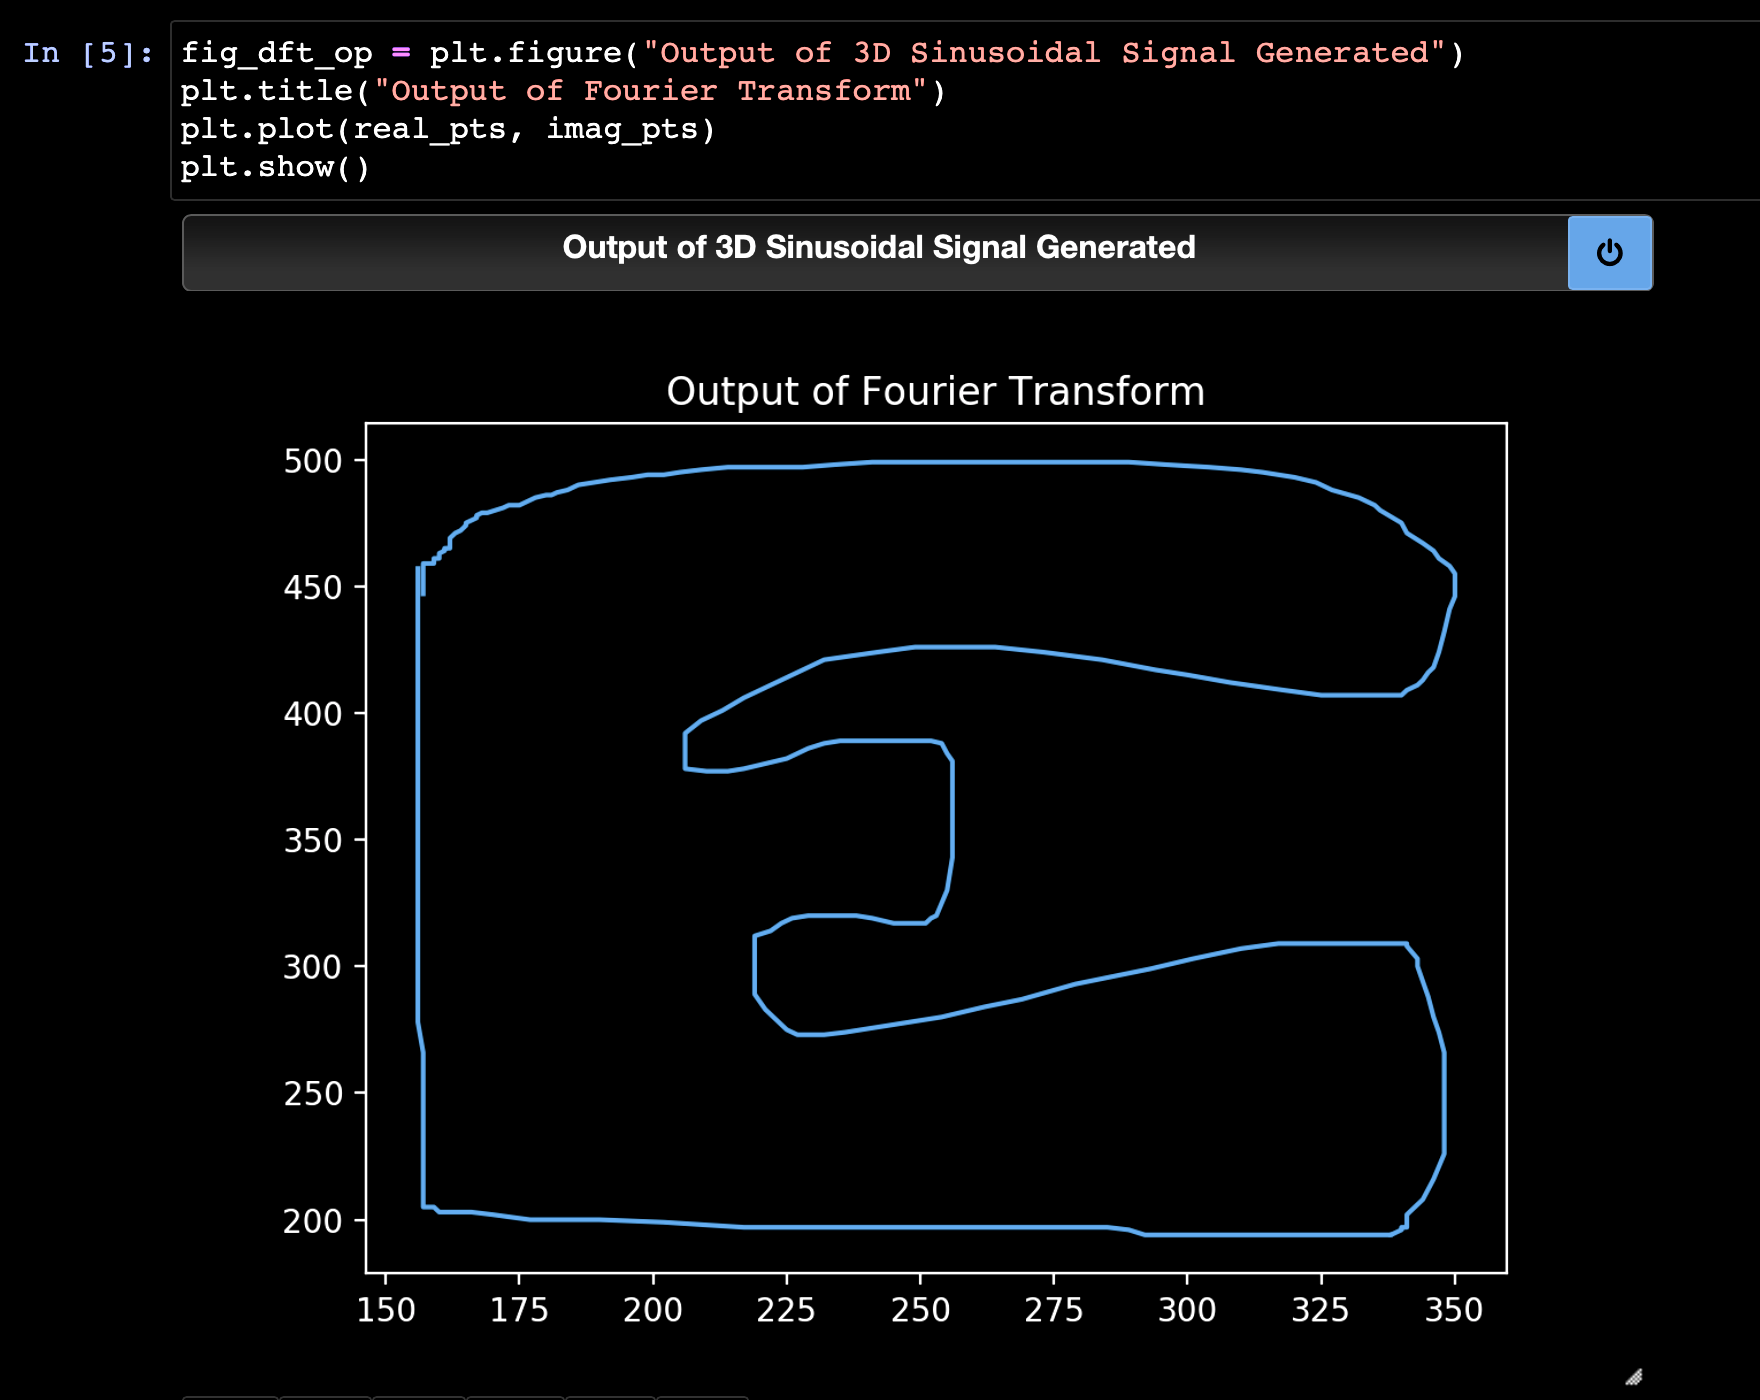 In [5]:
fig_dft_op = plt.figure("Output of 3D Sinusoidal Signal Generated")
plt.title("Output of Fourier Transform")
plt.plot(real_pts, imag_pts)
plt.show()
Output of 3D Sinusoidal Signal Generated
Output of Fourier Transform
500
450
400
350
300
250
200
150 175 200 225 250 275 300 325 350